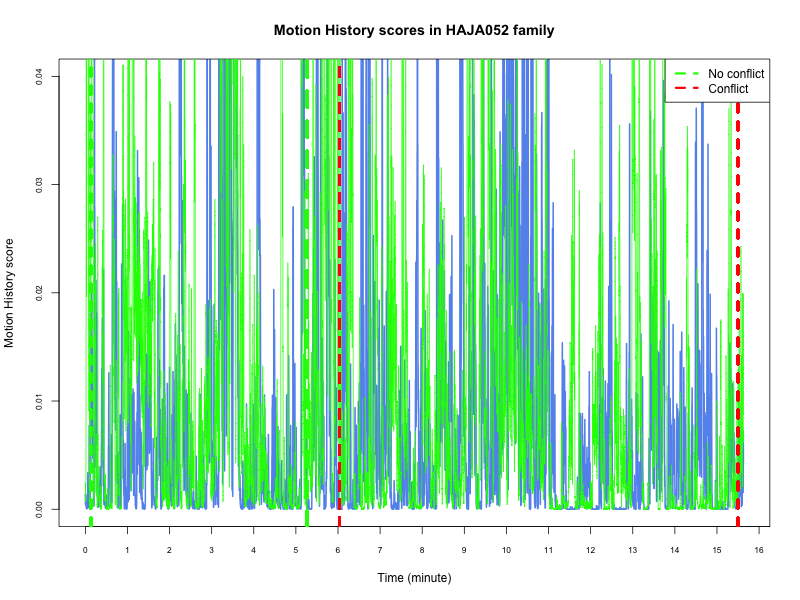 Motion History scores in HAJA052 family
No conflict
Conflict
0.04
0.03
0.02
0.01
0.00
Motion History score
0 1 2 3 4 5 6 7 8 9 10 11 12 13 14 15 16
Time (minute)